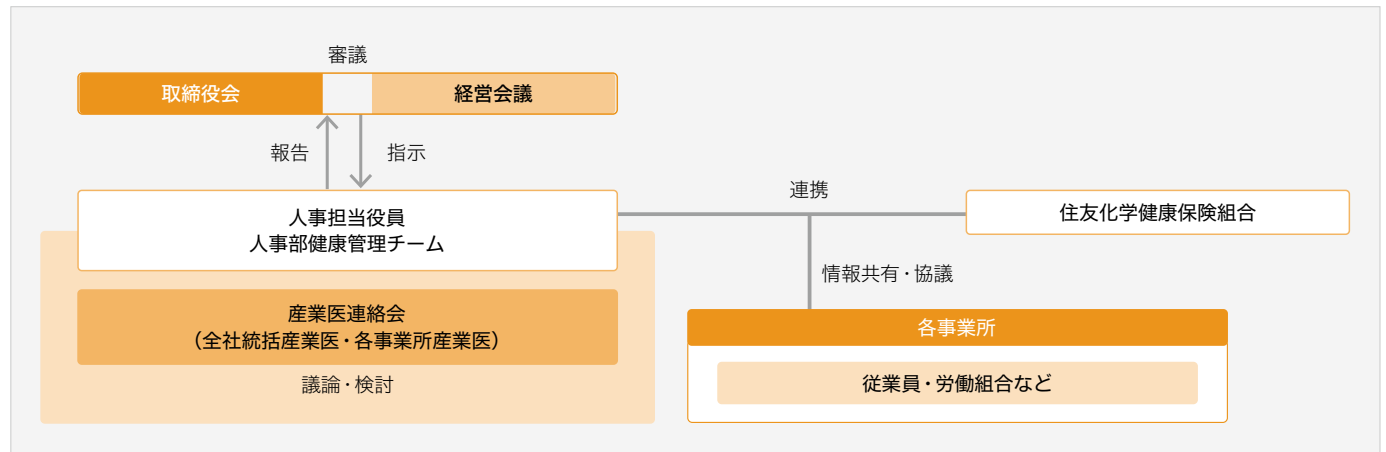 審議
取締役会
経営会議
報告
指示
人事担当役員
人事部健康管理チーム
連携
住友化学健康保険組合
情報共有・協議
産業医連絡会
（全社統括産業医・各事業所産業医）
議論・検討
各事業所
従業員・労働組合など